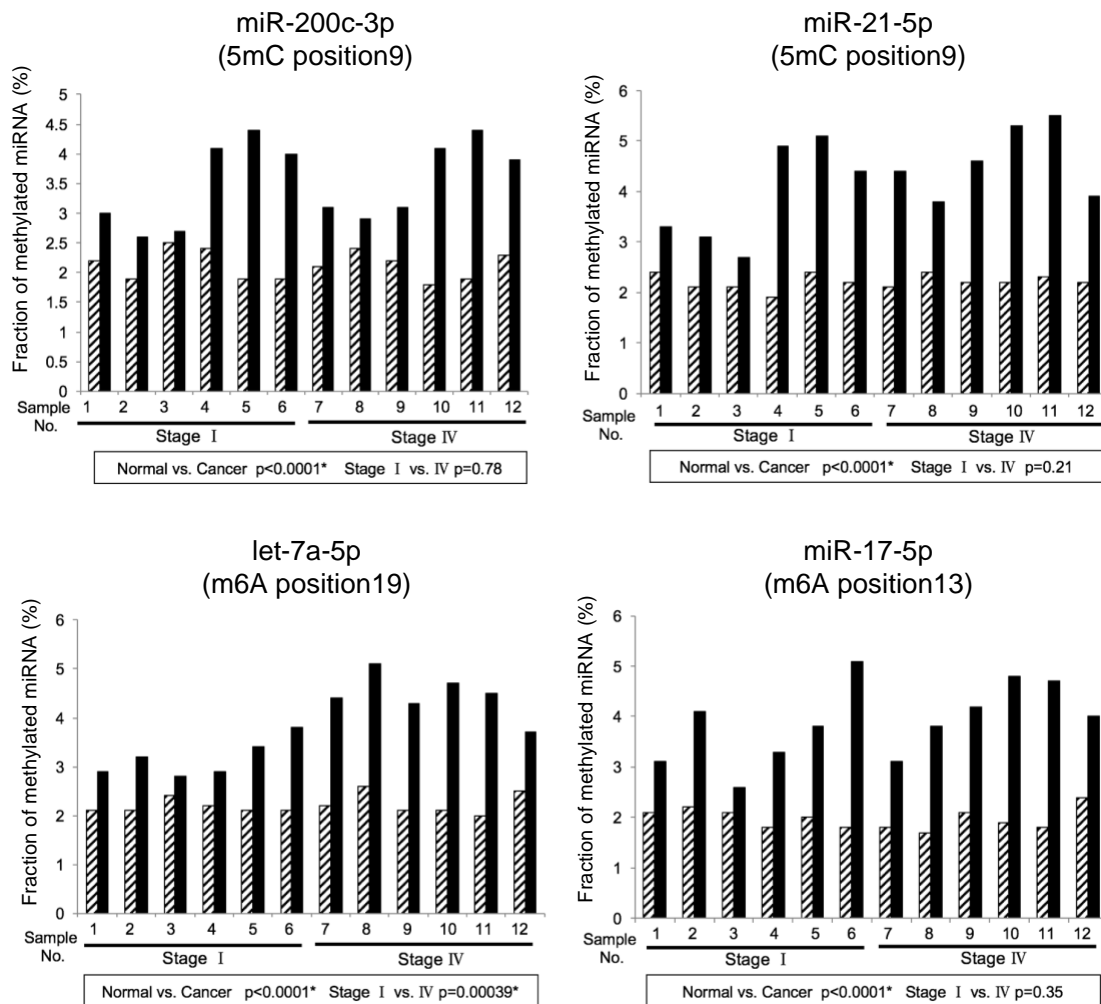 miR-200c-3p
(5mC position9)
Fraction of methylated miRNA (%)
5
4.5
4
3.5
3
2.5
2
1.5
1
0.5
0
Sample No.
1 2 3 4 5 6 7 8 9 10 11 12
Stage Ⅰ Stage Ⅳ
Normal vs. Cancer p<0.0001* Stage Ⅰ vs. Ⅳ p=0.78
miR-21-5p
(5mC position9)
Fraction of methylated miRNA (%)
6
5
4
3
2
1
0
Sample No.
1 2 3 4 5 6 7 8 9 10 11 12
Stage Ⅰ Stage Ⅳ
Normal vs. Cancer p<0.0001* Stage Ⅰ vs. Ⅳ p=0.21
let-7a-5p
(m6A position19)
Fraction of methylated miRNA (%)
6
5
4
3
2
1
0
Sample No.
1 2 3 4 5 6 7 8 9 10 11 12
Stage Ⅰ Stage Ⅳ
Normal vs. Cancer p<0.0001* Stage Ⅰ vs. Ⅳ p=0.00039*
miR-17-5p
(m6A position13)
Fraction of methylated miRNA (%)
6
5
4
3
2
1
0
Sample No.
1 2 3 4 5 6 7 8 9 10 11 12
Stage Ⅰ Stage Ⅳ
Normal vs. Cancer p<0.0001* Stage Ⅰ vs. Ⅳ p=0.35